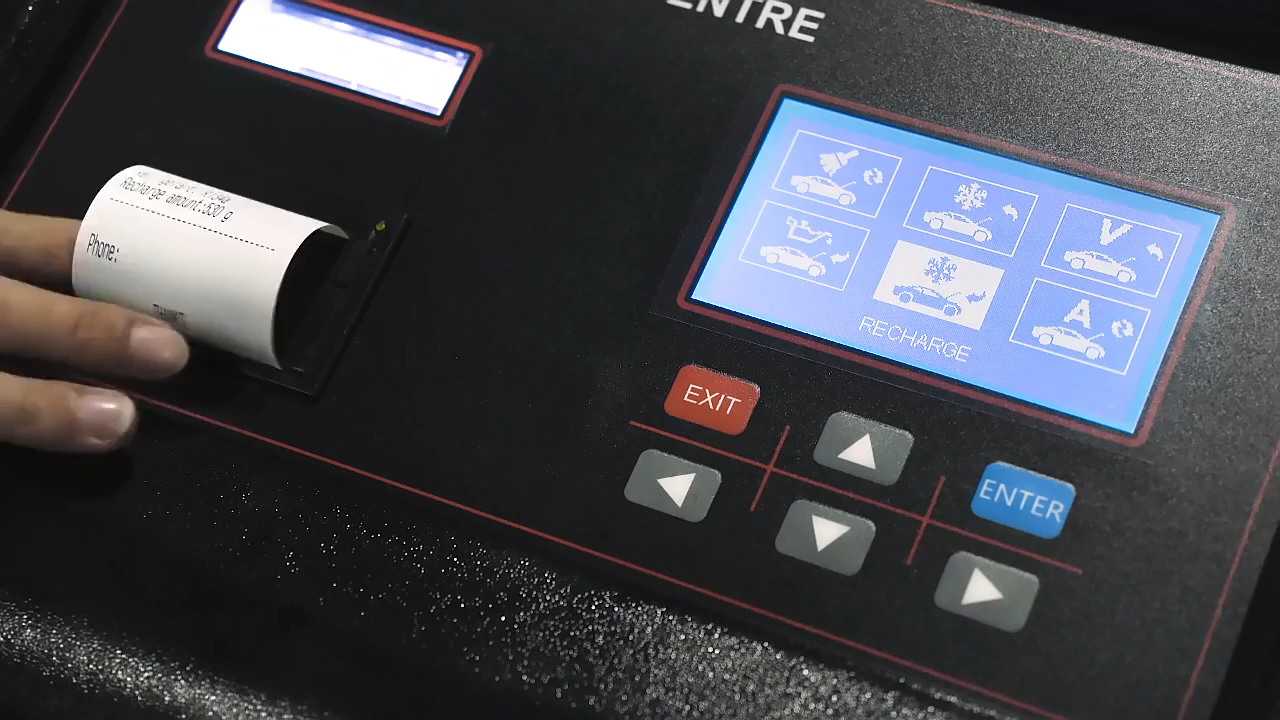 ENTRE
Recharge amount:530 g
Phone:
V
A
RECHARGE
EXIT
ENTER